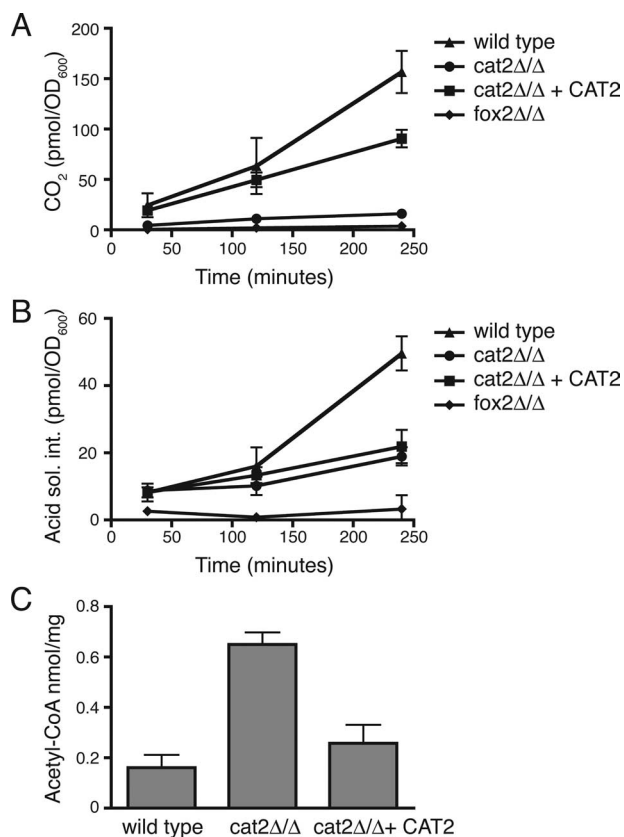 A
CO₂ (pmol/OD₆₀₀)
200
150
100
50
0
0 50 100 150 200 250
Time (minutes)
wild type
cat2Δ/Δ
cat2Δ/Δ + CAT2
fox2Δ/Δ
B
Acid sol. int. (pmol/OD₆₀₀)
60
40
20
0
0 50 100 150 200 250
Time (minutes)
wild type
cat2Δ/Δ
cat2Δ/Δ + CAT2
fox2Δ/Δ
C
Acetyl-CoA nmol/mg
0.8
0.6
0.4
0.2
0
wild type cat2Δ/Δ cat2Δ/Δ+ CAT2